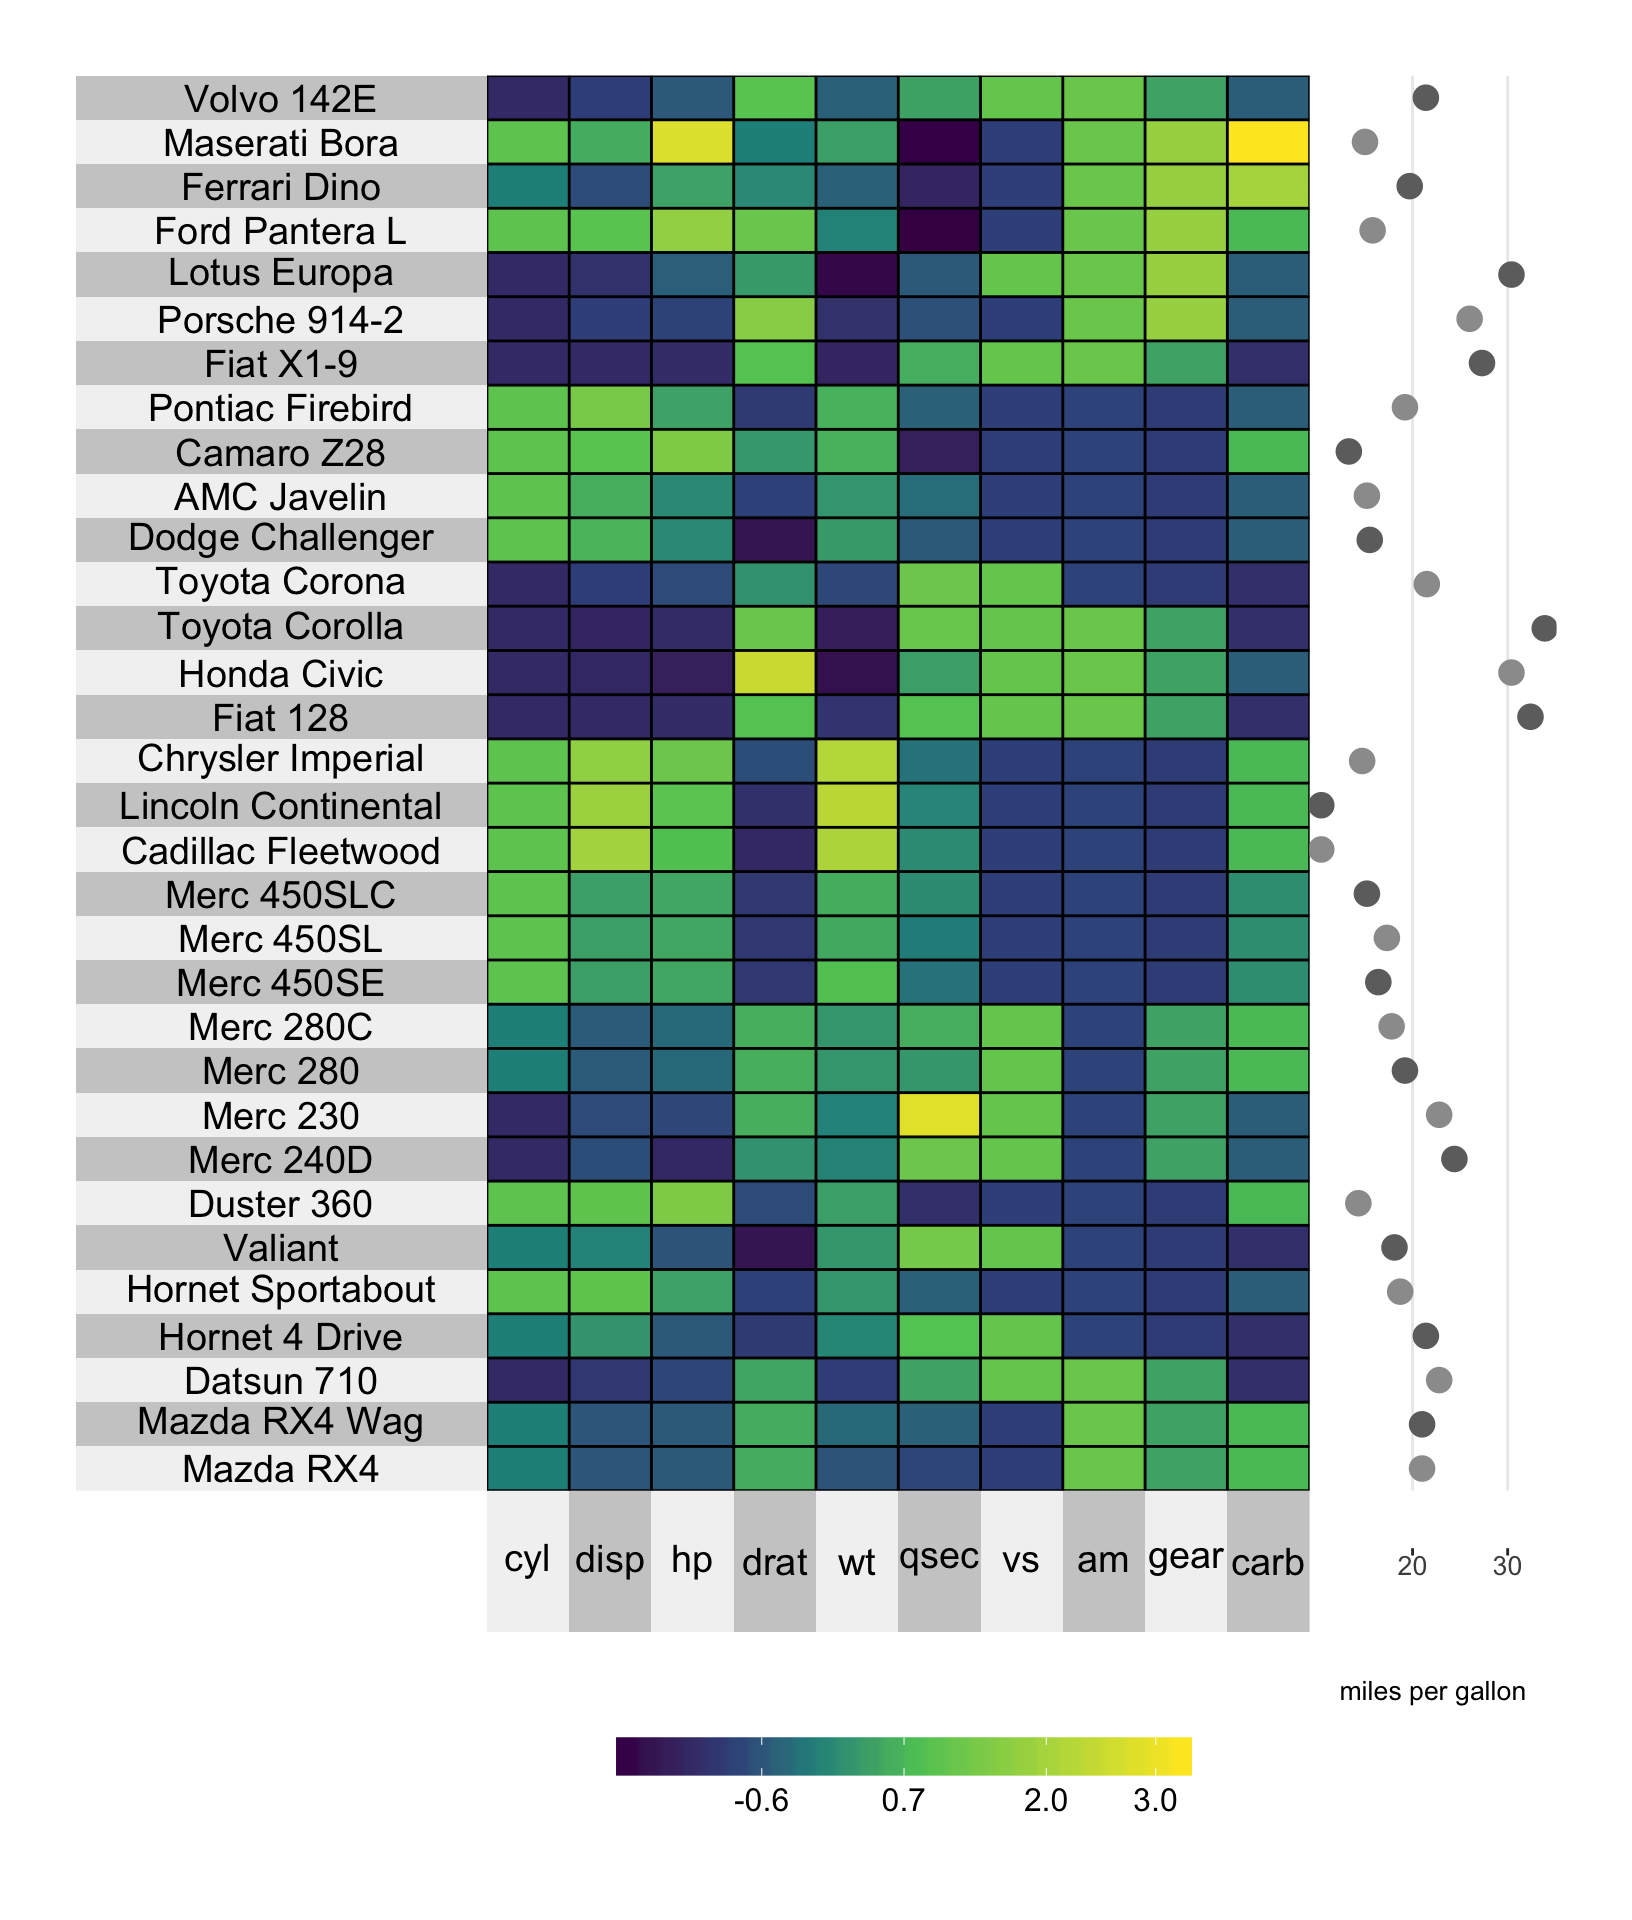 Volvo 142E
Maserati Bora
Ferrari Dino
Ford Pantera L
Lotus Europa
Porsche 914-2
Fiat X1-9
Pontiac Firebird
Camaro Z28
AMC Javelin
Dodge Challenger
Toyota Corona
Toyota Corolla
Honda Civic
Fiat 128
Chrysler Imperial
Lincoln Continental
Cadillac Fleetwood
Merc 450SLC
Merc 450SL
Merc 450SE
Merc 280C
Merc 280
Merc 230
Merc 240D
Duster 360
Valiant
Hornet Sportabout
Hornet 4 Drive
Datsun 710
Mazda RX4 Wag
Mazda RX4
cyl disp hp drat wt qsec vs am gear carb
20 30
miles per gallon
-0.6 0.7 2.0 3.0